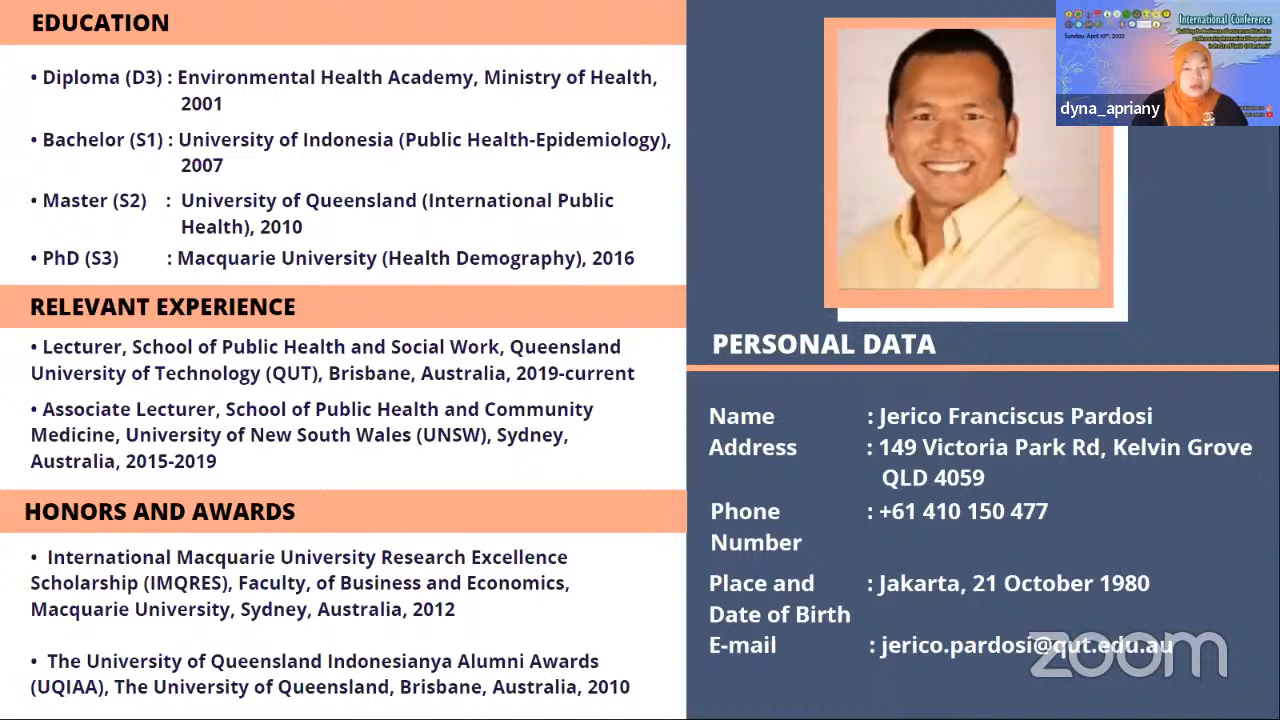 EDUCATION
• Diploma (D3) : Environmental Health Academy, Ministry of Health,
2001
• Bachelor (S1) : University of Indonesia (Public Health-Epidemiology),
2007
• Master (S2) : University of Queensland (International Public
Health), 2010
• PhD (S3) : Macquarie University (Health Demography), 2016
RELEVANT EXPERIENCE
• Lecturer, School of Public Health and Social Work, Queensland
University of Technology (QUT), Brisbane, Australia, 2019-current
• Associate Lecturer, School of Public Health and Community
Medicine, University of New South Wales (UNSW), Sydney,
Australia, 2015-2019
HONORS AND AWARDS
• International Macquarie University Research Excellence
Scholarship (IMQRES), Faculty, of Business and Economics,
Macquarie University, Sydney, Australia, 2012
• The University of Queensland Indonesianya Alumni Awards
(UQIAA), The University of Queensland, Brisbane, Australia, 2010
International Conference
Sunday, April 10th, 2022
dyna_apriany
PERSONAL DATA
Name : Jerico Franciscus Pardosi
Address : 149 Victoria Park Rd, Kelvin Grove
QLD 4059
Phone : +61 410 150 477
Number
Place and : Jakarta, 21 October 1980
Date of Birth
E-mail : jerico.pardosi@qut.edu.au
zoom